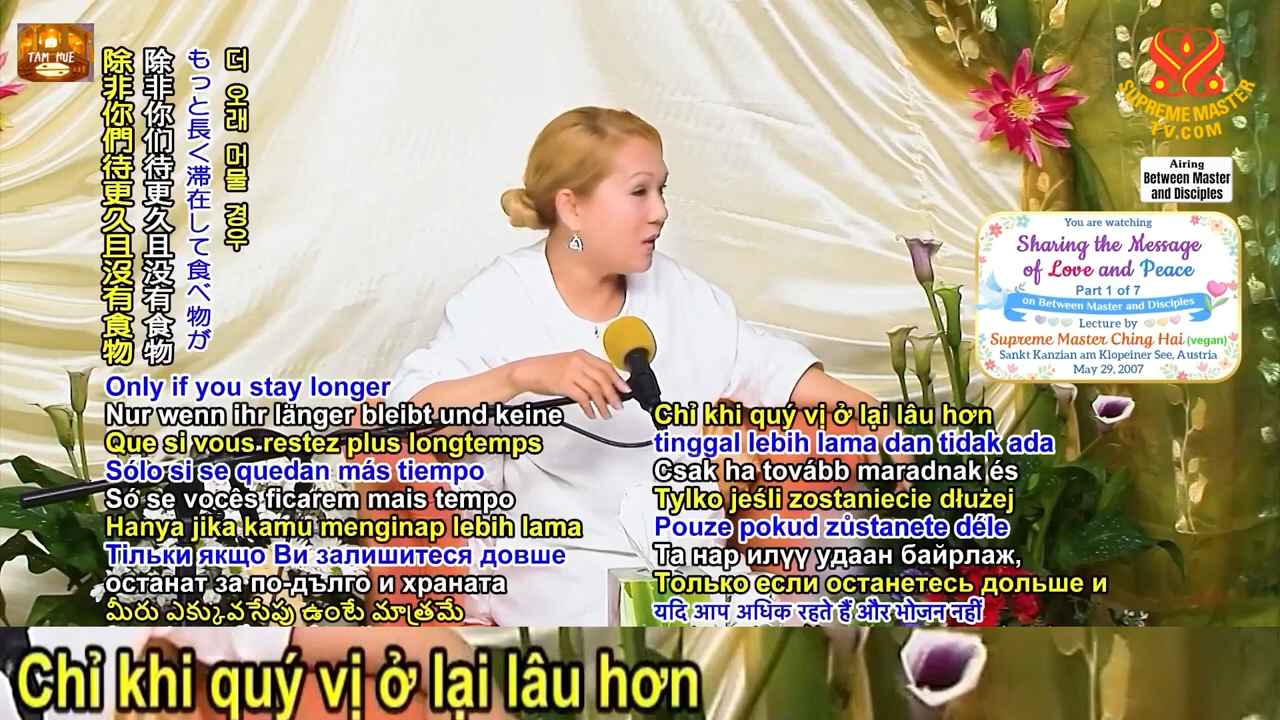 TAM HUE
除非你們待更久且沒有食物
除非你们待更久且没有食物
もっと長く滞在して食べ物が
더 오래 머물 경우
SUPREME MASTER
TV.COM
Airing
Between Master
and Disciples
You are watching
Sharing the Message
of Love and Peace
Part 1 of 7
on Between Master and Disciples
Lecture by
Supreme Master Ching Hai (vegan)
Sankt Kanzian am Klopeiner See, Austria
May 29, 2007
Only if you stay longer
Nur wenn ihr länger bleibt und keine
Que si vous restez plus longtemps
Sólo si se quedan más tiempo
Só se vocês ficarem mais tempo
Hanya jika kamu menginap lebih lama
Тільки якщо Ви залишитеся довше
останат за по-дълго и храната
మీరు ఎక్కువసేపు ఉంటే మాత్రమే
Chỉ khi quý vị ở lại lâu hơn
tinggal lebih lama dan tidak ada
Csak ha tovább maradnak és
Tylko jeśli zostaniecie dłużej
Pouze pokud zůstanete déle
Та нар илүү удаан байрлаж,
Только если останетесь дольше и
यदि आप अधिक रहते हैं और भोजन नहीं
Chỉ khi quý vị ở lại lâu hơn